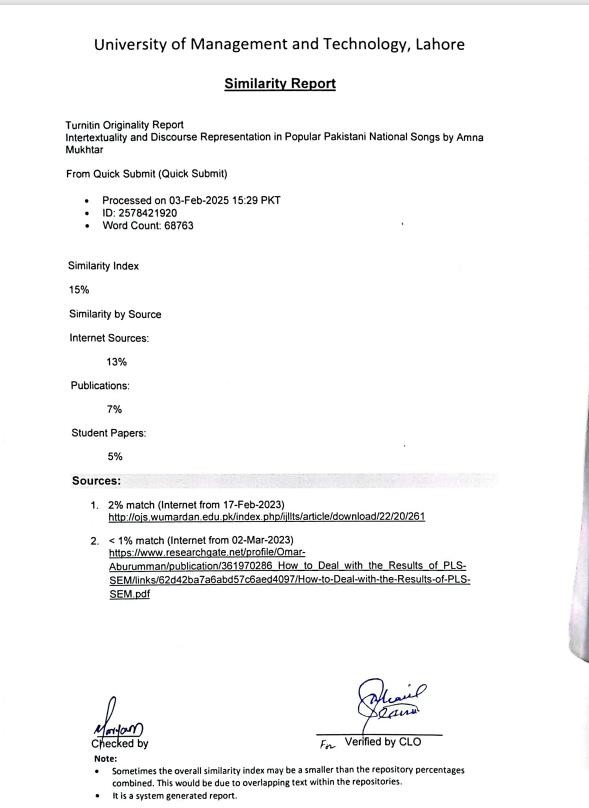 University of Management and Technology, Lahore
Similarity Report
Turnitin Originality Report
Intertextuality and Discourse Representation in Popular Pakistani National Songs by Amna
Mukhtar
From Quick Submit (Quick Submit)
• Processed on 03-Feb-2025 15:29 PKT
• ID: 2578421920
• Word Count: 68763
Similarity Index
15%
Similarity by Source
Internet Sources:
13%
Publications:
7%
Student Papers:
5%
Sources:
1. 2% match (Internet from 17-Feb-2023)
http://ojs.wumardan.edu.pk/index.php/ijllts/article/download/22/20/261
2. < 1% match (Internet from 02-Mar-2023)
https://www.researchgate.net/profile/Omar-
Aburumman/publication/361970286_How_to_Deal_with_the_Results_of_PLS-
SEM/links/62d42ba7a6abd57c6aed4097/How-to-Deal-with-the-Results-of-PLS-
SEM.pdf
Maryam
Checked by
For Verified by CLO
Note:
• Sometimes the overall similarity index may be a smaller than the repository percentages
combined. This would be due to overlapping text within the repositories.
• It is a system generated report.